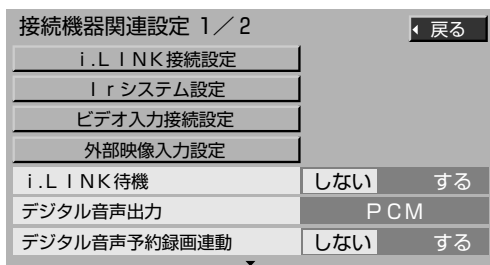 接続機器関連設定 1／2
戻る
i.LINK接続設定
Irシステム設定
ビデオ入力接続設定
外部映像入力設定
i.LINK待機 しない する
デジタル音声出力 PCM
デジタル音声予約録画連動 しない する